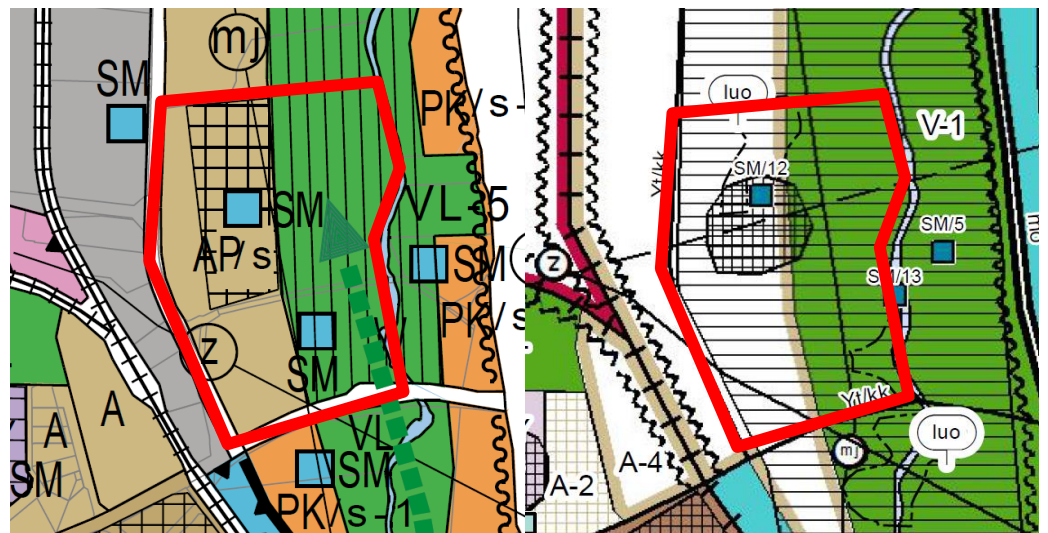 mj
SM
PK/s-
SM
VL-5
AP/s
SM
PK/s
z
SM
A
A
VL
SM
SM
PK/s-1
luo
V-1
Yt/kk
SM/12
SM/5
mo
z
SM/13
Yt/kk
luo
mj
A-4
A-2